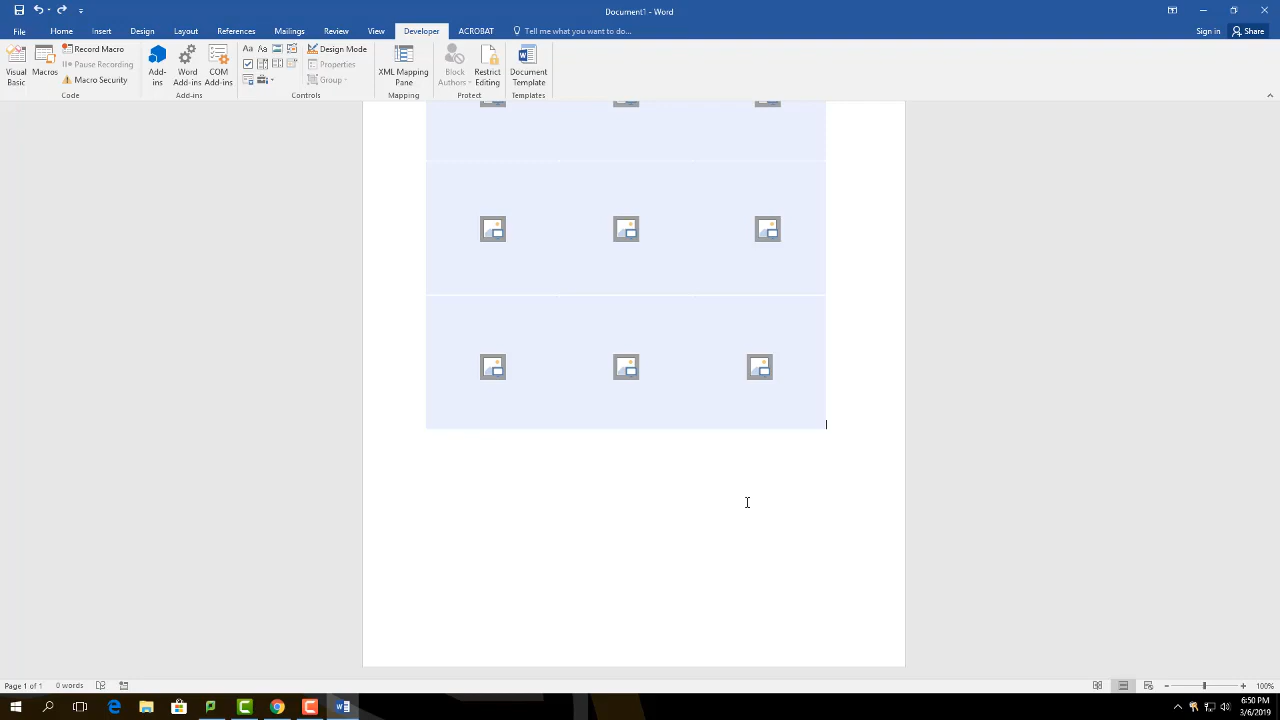 Document1 - Word
File Home Insert Design Layout References Mailings Review View Developer ACROBAT Tell me what you want to do... Sign in Share
Visual Basic
Macros
Record Macro
Pause Recording
Macro Security
Code
Add-ins
Word Add-ins
COM Add-ins
Add-ins
Aa Aa
Design Mode
Properties
Group
Controls
XML Mapping Pane
Mapping
Block Authors
Restrict Editing
Protect
Document Template
Templates
Page 1 of 1 0 words 100%
6:50 PM
3/6/2019